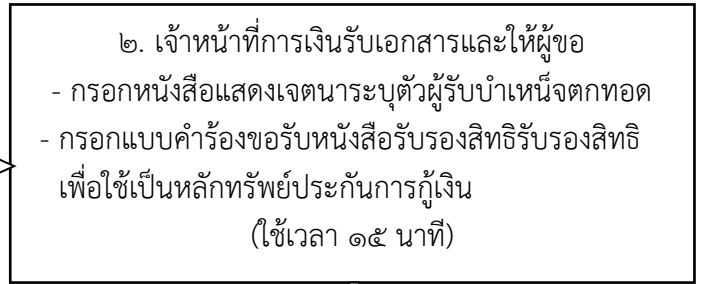 ๒. เจ้าหน้าที่การเงินรับเอกสารและให้ผู้ขอ
- กรอกหนังสือแสดงเจตนาระบุตัวผู้รับบำเหน็จตกทอด
- กรอกแบบคำร้องขอรับหนังสือรับรองสิทธิรับรองสิทธิ
เพื่อใช้เป็นหลักทรัพย์ประกันการกู้เงิน
(ใช้เวลา ๑๕ นาที)